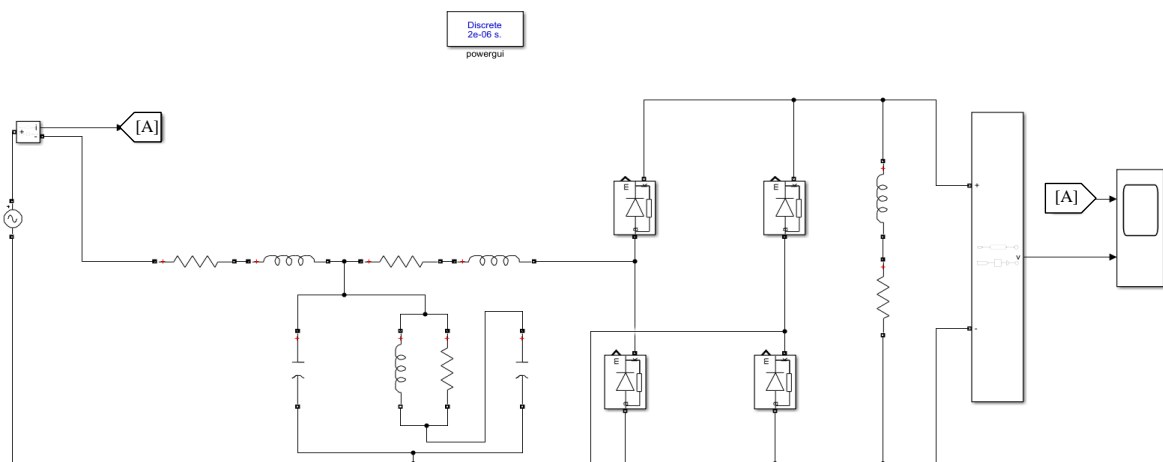 Discrete
2e-06 s.
powergui
+
i
-
[A]
+
m
k
a
m
k
a
[A]
+
v
-
+
+
+
+
+
+
+
+
+
+
m
k
a
m
k
a